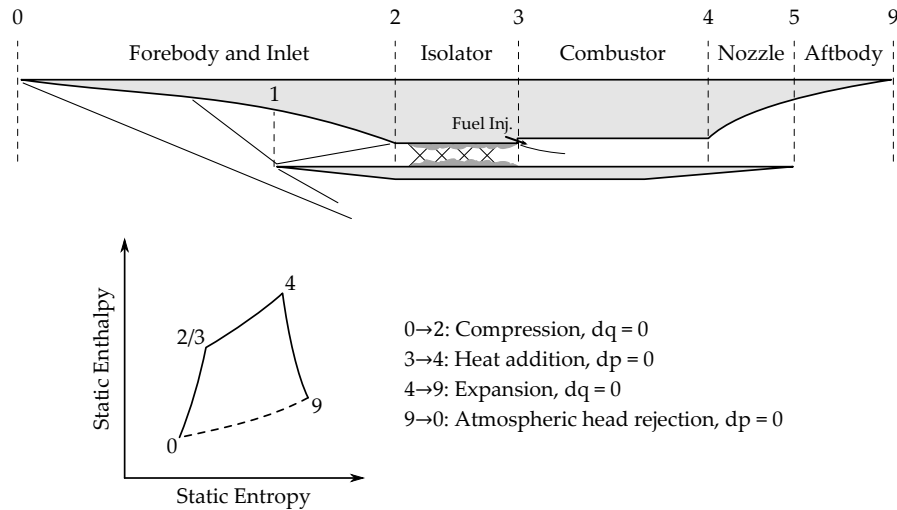 0 2 3 4 5 9
Forebody and Inlet Isolator Combustor Nozzle Aftbody
1
Fuel Inj.
4
2/3
9
0
Static Enthalpy
Static Entropy
0→2: Compression, dq = 0
3→4: Heat addition, dp = 0
4→9: Expansion, dq = 0
9→0: Atmospheric head rejection, dp = 0